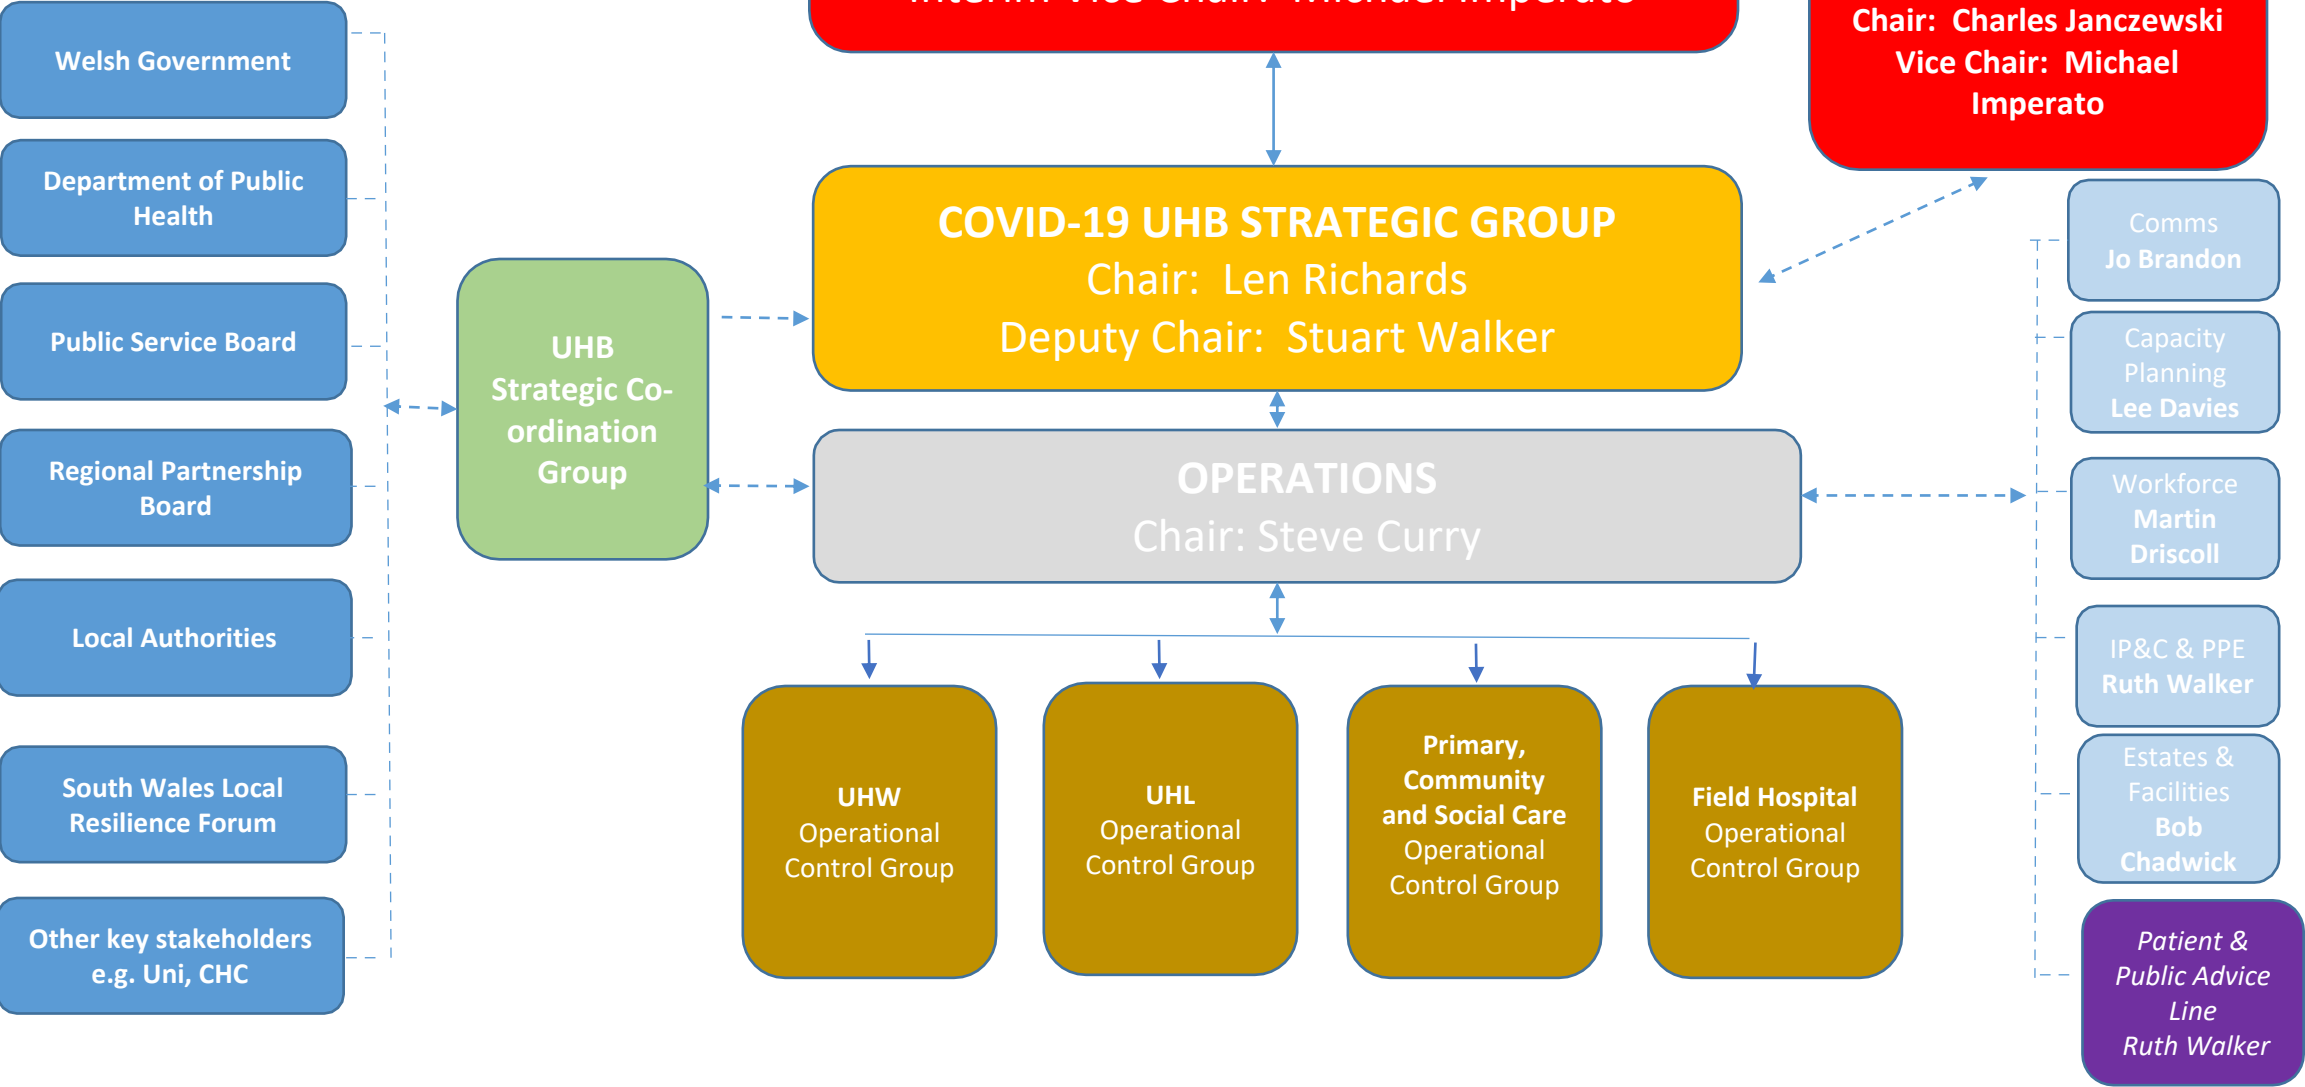 Interim Vice Chair: Michael Imperato
Chair: Charles Janczewski
Vice Chair: Michael
Imperato
Welsh Government
Department of Public
Health
Public Service Board
Regional Partnership
Board
Local Authorities
South Wales Local
Resilience Forum
Other key stakeholders
e.g. Uni, CHC
UHB
Strategic Co-
ordination
Group
COVID-19 UHB STRATEGIC GROUP
Chair: Len Richards
Deputy Chair: Stuart Walker
OPERATIONS
Chair: Steve Curry
UHW
Operational
Control Group
UHL
Operational
Control Group
Primary,
Community
and Social Care
Operational
Control Group
Field Hospital
Operational
Control Group
Comms
Jo Brandon
Capacity
Planning
Lee Davies
Workforce
Martin
Driscoll
IP&C & PPE
Ruth Walker
Estates &
Facilities
Bob
Chadwick
Patient &
Public Advice
Line
Ruth Walker